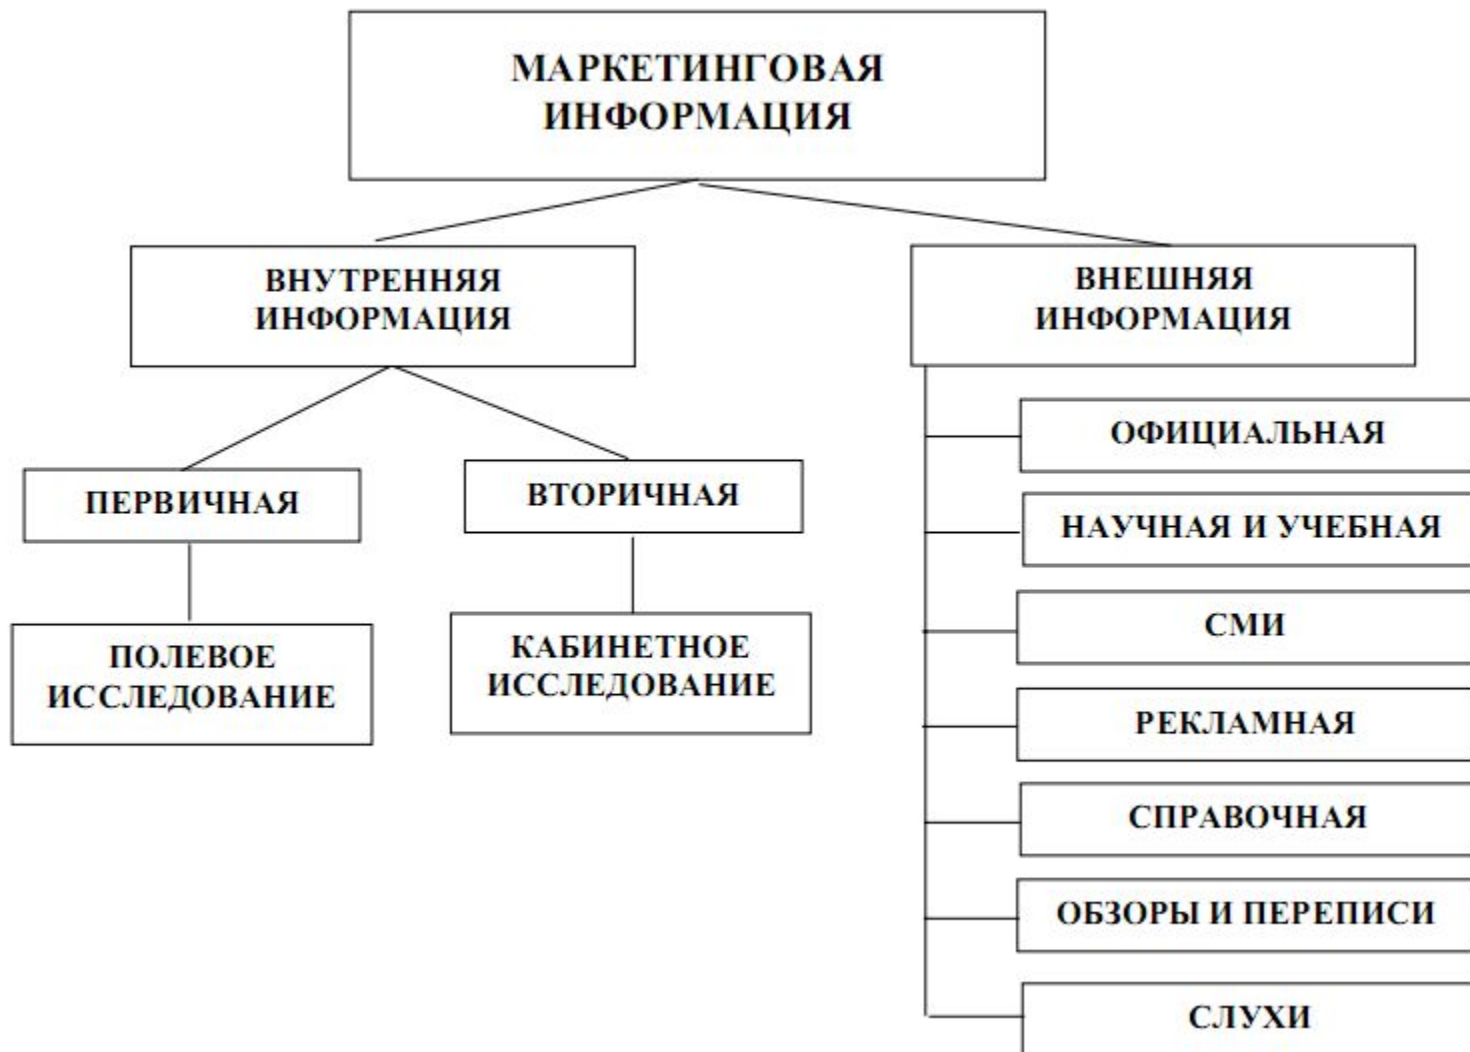 МАРКЕТИНГОВАЯ
ИНФОРМАЦИЯ
ВНУТРЕННЯЯ
ИНФОРМАЦИЯ
ВНЕШНЯЯ
ИНФОРМАЦИЯ
ПЕРВИЧНАЯ
ВТОРИЧНАЯ
ПОЛЕВОЕ
ИССЛЕДОВАНИЕ
КАБИНЕТНОЕ
ИССЛЕДОВАНИЕ
ОФИЦИАЛЬНАЯ
НАУЧНАЯ И УЧЕБНАЯ
СМИ
РЕКЛАМНАЯ
СПРАВОЧНАЯ
ОБЗОРЫ И ПЕРЕПИСИ
СЛУХИ